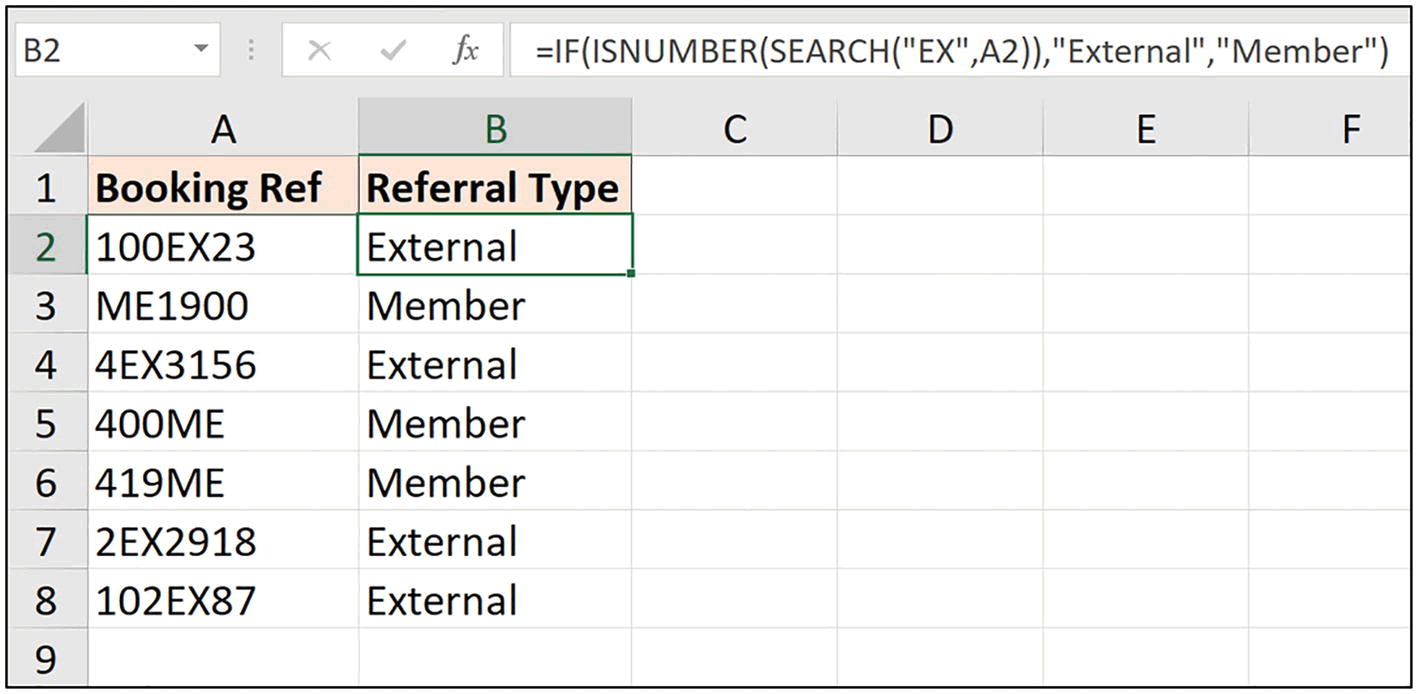 B2 fx =IF(ISNUMBER(SEARCH("EX",A2)),"External","Member")
A B C D E F
1 Booking Ref Referral Type
2 100EX23 External
3 ME1900 Member
4 4EX3156 External
5 400ME Member
6 419ME Member
7 2EX2918 External
8 102EX87 External
9